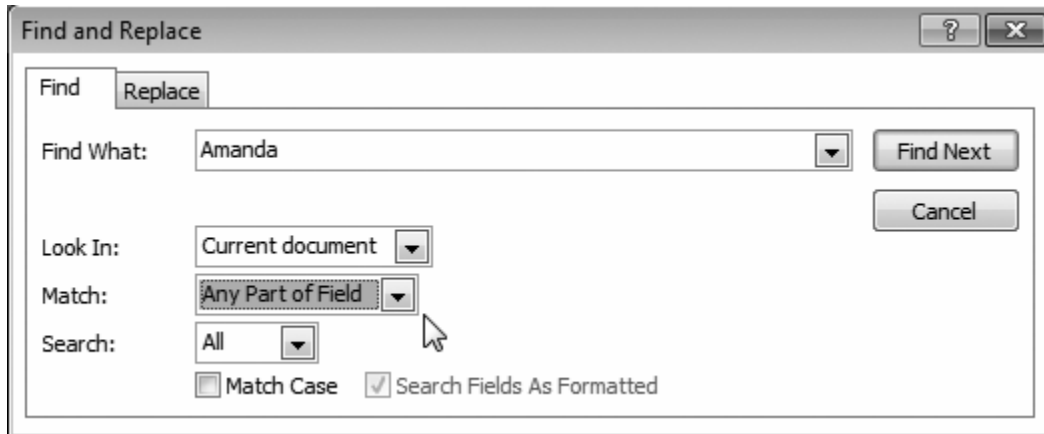 Find and Replace
Find Replace
Find What: Amanda Find Next
Cancel
Look In: Current document
Match: Any Part of Field
Search: All
Match Case Search Fields As Formatted